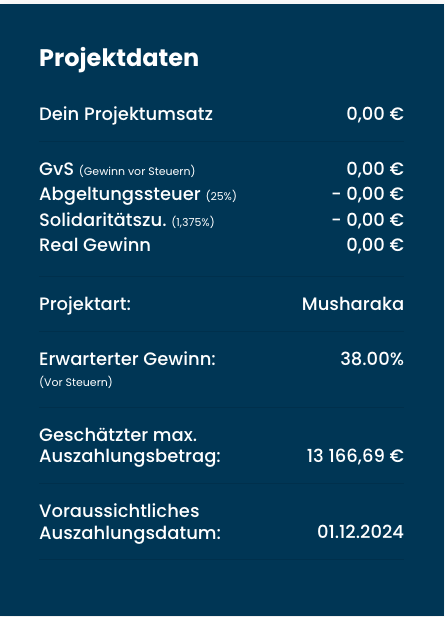 Projektdaten
Dein Projektumsatz 0,00 €
GvS (Gewinn vor Steuern) 0,00 €
Abgeltungssteuer (25%) - 0,00 €
Solidaritätszu. (1,375%) - 0,00 €
Real Gewinn 0,00 €
Projektart: Musharaka
Erwarterter Gewinn: 38.00%
(Vor Steuern)
Geschätzter max.
Auszahlungsbetrag: 13 166,69 €
Voraussichtliches
Auszahlungsdatum: 01.12.2024